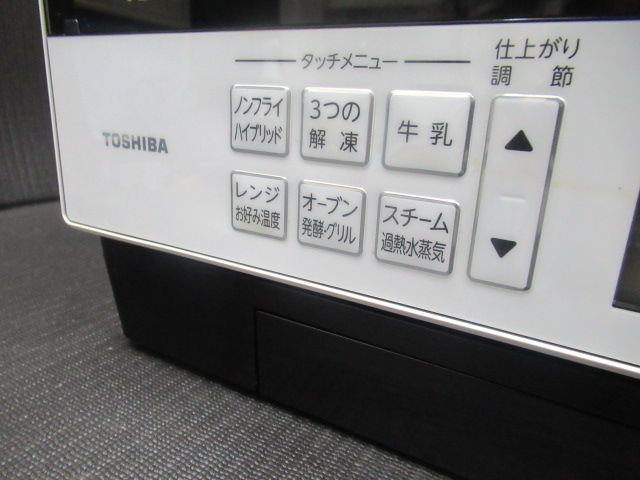 タッチメニュー
仕上がり
調 節
TOSHIBA
ノンフライ
ハイブリッド
3つの
解 凍
牛 乳
▲
レンジ
お好み温度
オーブン
発酵・グリル
スチーム
過熱水蒸気
▼